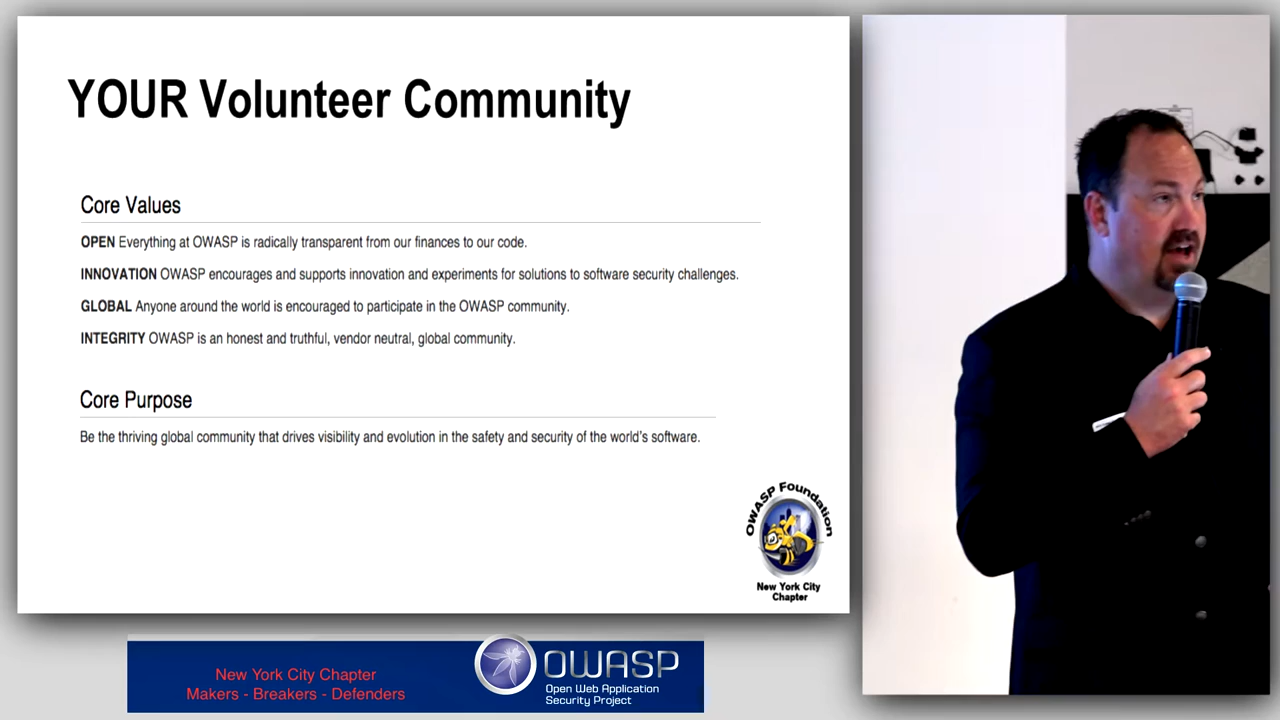 YOUR Volunteer Community
Core Values
OPEN Everything at OWASP is radically transparent from our finances to our code.
INNOVATION OWASP encourages and supports innovation and experiments for solutions to software security challenges.
GLOBAL Anyone around the world is encouraged to participate in the OWASP community.
INTEGRITY OWASP is an honest and truthful, vendor neutral, global community.
Core Purpose
Be the thriving global community that drives visibility and evolution in the safety and security of the world's software.
OWASP Foundation
New York City
Chapter
New York City Chapter
Makers - Breakers - Defenders
OWASP
Open Web Application
Security Project